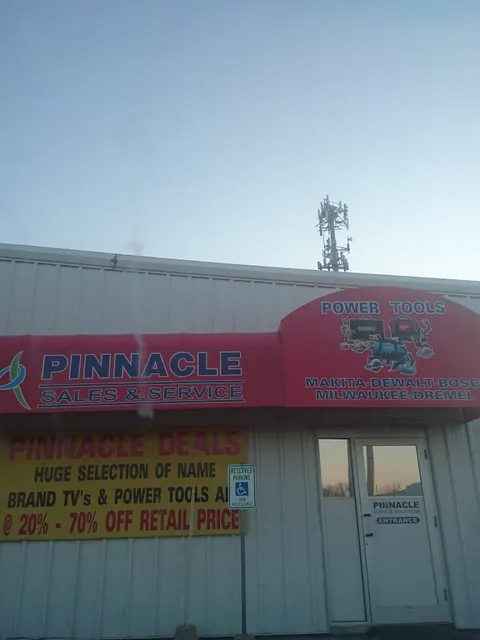 POWER TOOLS
MAKITA-DEWALT-BOSC
MILWAUKEE-DREMEL
PINNACLE
SALES & SERVICE
PINNACLE DEALS
HUGE SELECTION OF NAME
BRAND TV's & POWER TOOLS AL
@ 20% - 70% OFF RETAIL PRICE
RESERVED
PARKING
PINNACLE
ENTRANCE